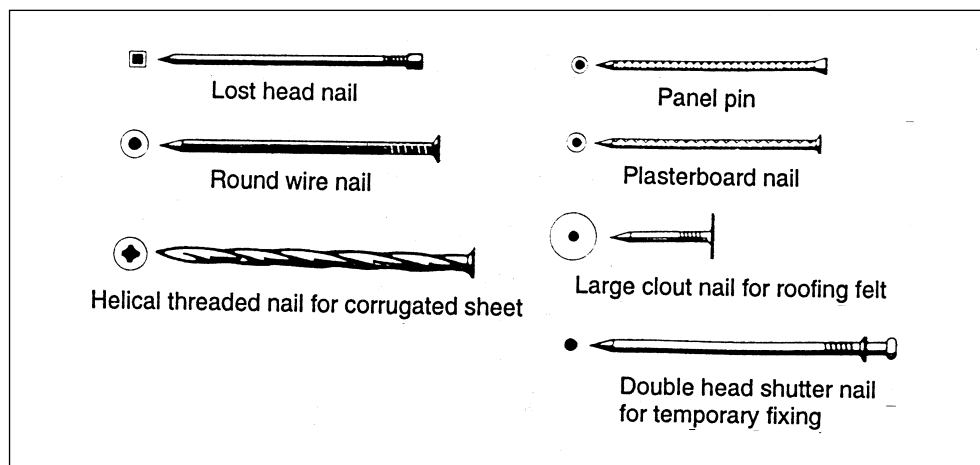 Lost head nail
Round wire nail
Helical threaded nail for corrugated sheet
Panel pin
Plasterboard nail
Large clout nail for roofing felt
Double head shutter nail
for temporary fixing